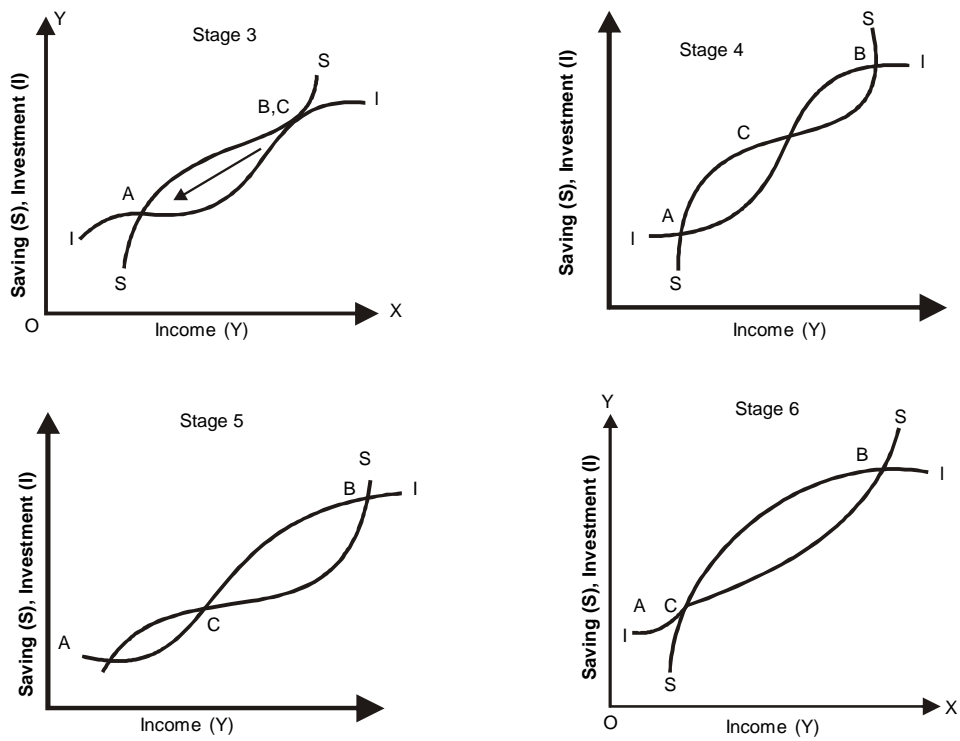 Stage 3
Y
Saving (S), Investment (I)
S
B,C
I
A
I
S
O
X
Income (Y)
Stage 4
S
B
I
Saving (S), Investment (I)
C
A
I
S
Income (Y)
Stage 5
Saving (S), Investment (I)
S
B
I
C
A
Income (Y)
Stage 6
Y
S
B
I
Saving (S), Investment (I)
A
C
I
S
O
X
Income (Y)